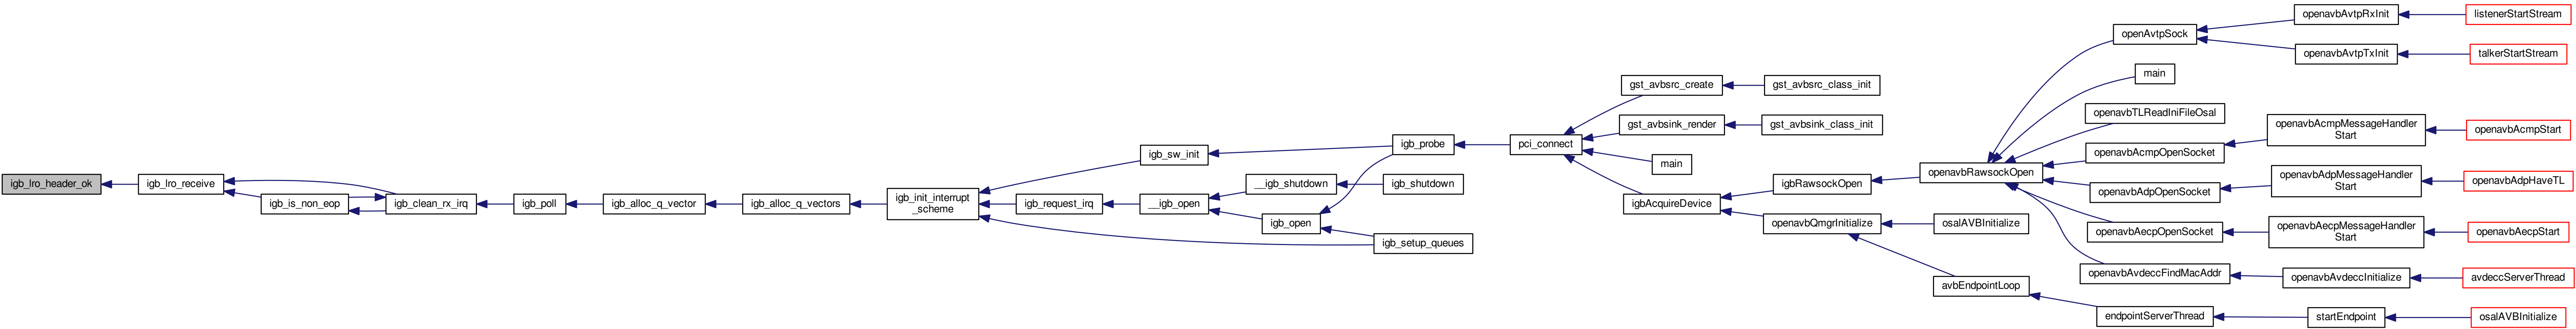 igb_lro_header_ok
igb_lro_receive
igb_is_non_eop
igb_clean_rx_irq
igb_poll
igb_alloc_q_vector
igb_alloc_q_vectors
igb_init_interrupt
_scheme
igb_sw_init
igb_request_irq
__igb_open
__igb_shutdown
igb_open
igb_shutdown
igb_setup_queues
igb_probe
pci_connect
gst_avbsrc_create
gst_avbsrc_class_init
gst_avbsink_render
gst_avbsink_class_init
main
igbAcquireDevice
igbRawsockOpen
openavbQmgrInitialize
osalAVBInitialize
avbEndpointLoop
openavbRawsockOpen
openAvtpSock
openavbAvtpRxInit
listenerStartStream
openavbAvtpTxInit
talkerStartStream
main
openavbTLReadIniFileOsal
openavbAcmpOpenSocket
openavbAcmpMessageHandler
Start
openavbAcmpStart
openavbAdpOpenSocket
openavbAdpMessageHandler
Start
openavbAdpHaveTL
openavbAecpOpenSocket
openavbAecpMessageHandler
Start
openavbAecpStart
openavbAvdeccFindMacAddr
openavbAvdeccInitialize
avdeccServerThread
endpointServerThread
startEndpoint
osalAVBInitialize